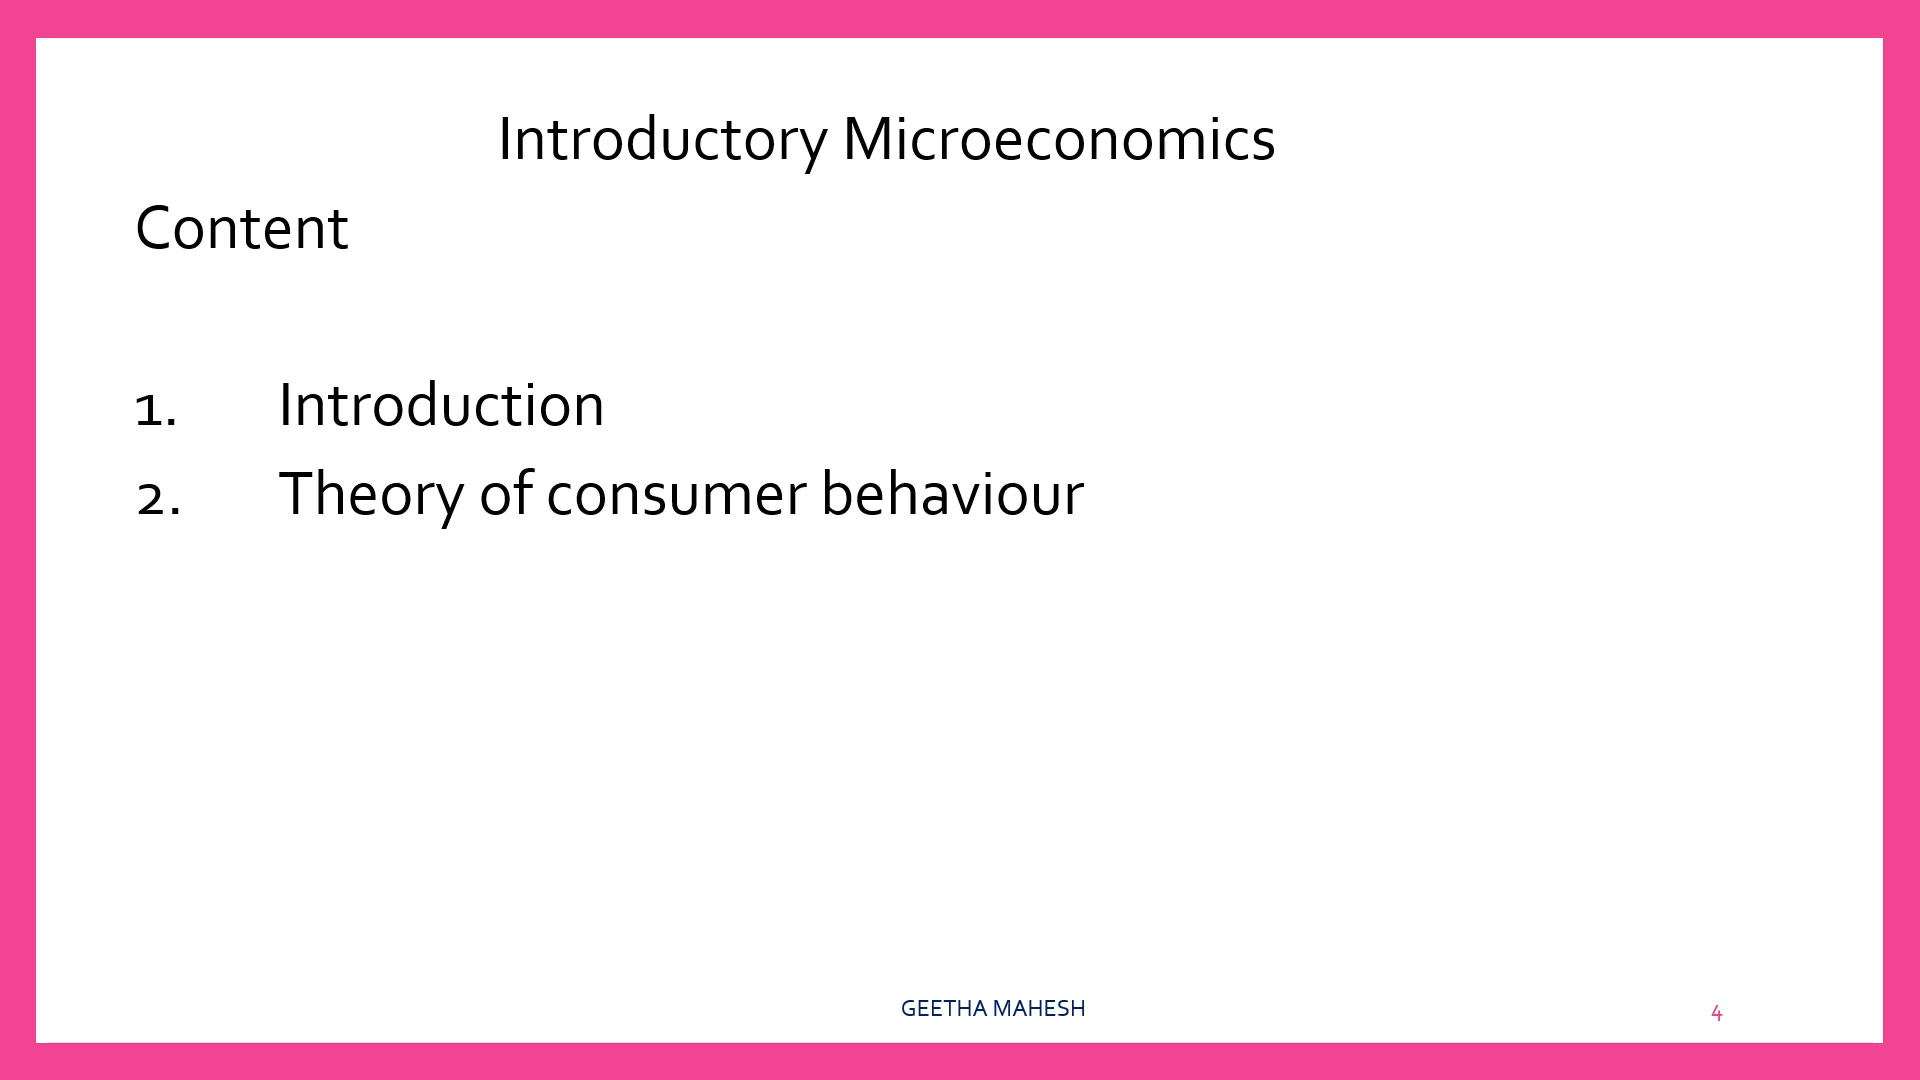 Introductory Microeconomics
Content
1. Introduction
2. Theory of consumer behaviour
GEETHA MAHESH
4